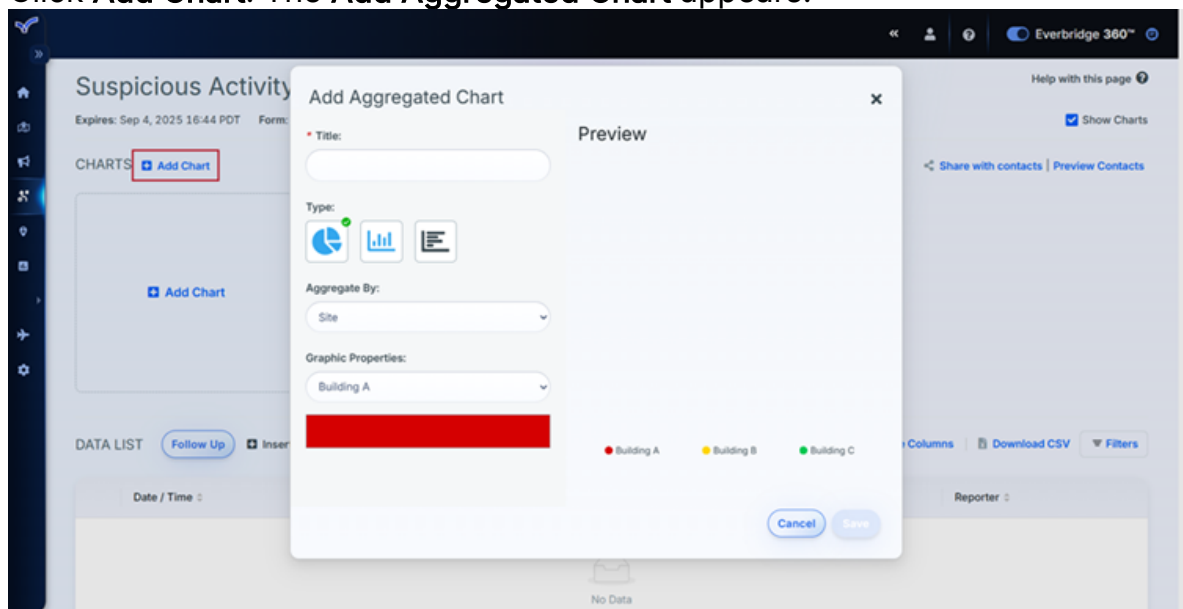 Click Add Chart. The Add Aggregated Chart appears.
Everbridge 360™
Suspicious Activity
Help with this page
Expires: Sep 4, 2025 16:44 PDT Form:
Show Charts
CHARTS Add Chart
Share with contacts | Preview Contacts
Add Chart
Add Aggregated Chart
* Title:
Type:
Aggregate By:
Site
Graphic Properties:
Building A
Preview
Building A Building B Building C
Cancel Save
DATA LIST Follow Up Inser
Columns Download CSV Filters
Date / Time
Reporter
No Data